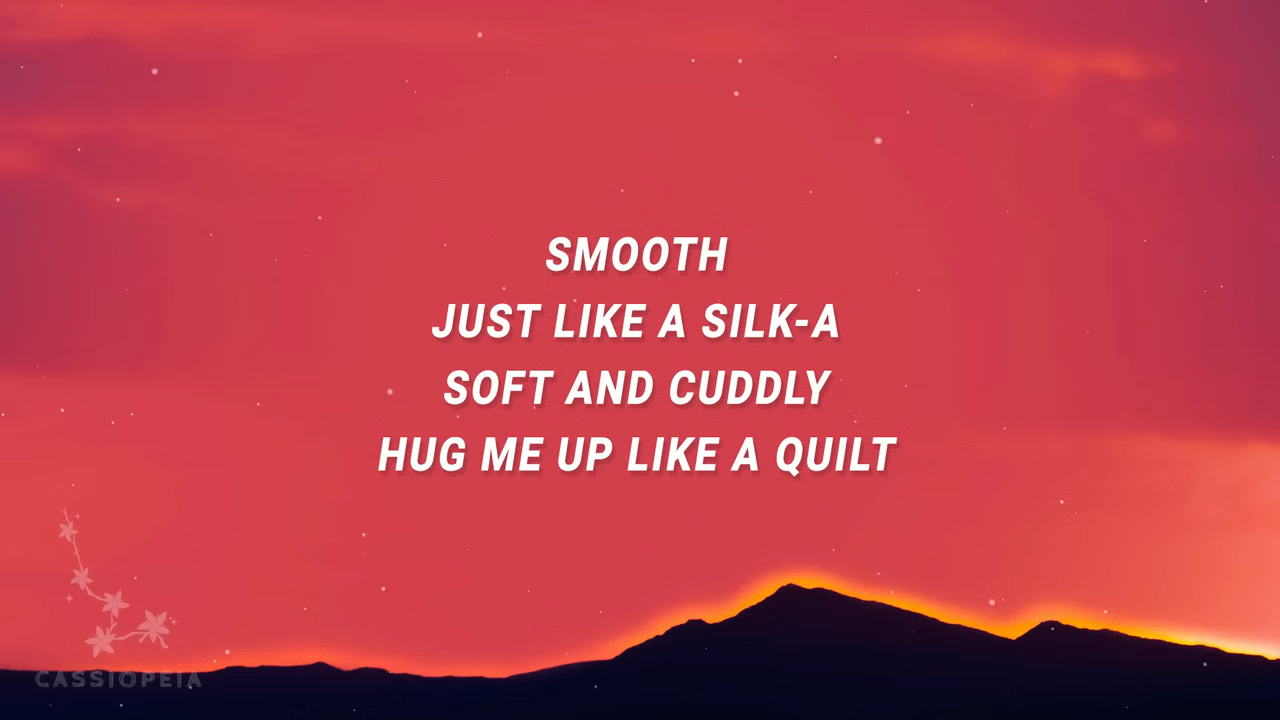 SMOOTH
JUST LIKE A SILK-A
SOFT AND CUDDLY
HUG ME UP LIKE A QUILT
CASSIOPEIA